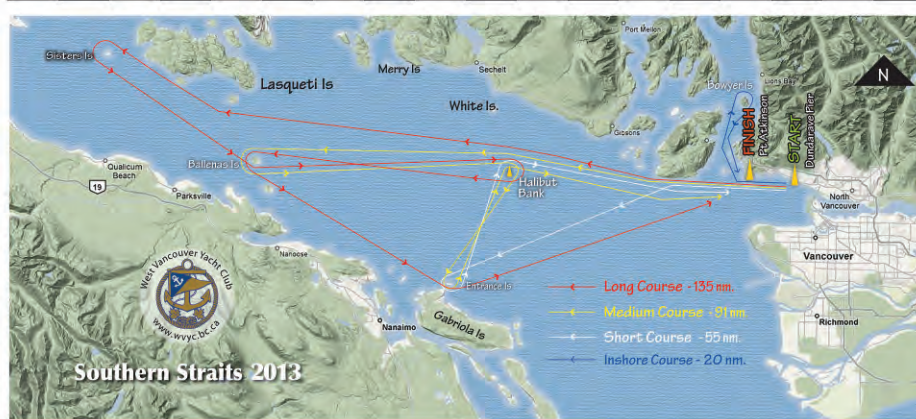 Port Mellon
Lions Bay
Sisters Is
Lasqueti Is
Merry Is
Sechelt
N
Bowyer Is
White Is.
FINISH
Pt. Atkinson
START
Dundarave Pier
Gibsons
Ballenas Is
Qualicum
Beach
19
Parksville
Halibut
Bank
North
Vancouver
Nanoose
Vancouver
West Vancouver Yacht Club
www.wvyc.bc.ca
Entrance Is
Long Course - 135 nm.
Medium Course - 91 nm.
Nanaimo
Gabriola Is
Richmond
Short Course - 55 nm.
Inshore Course - 20 nm.
Southern Straits 2013